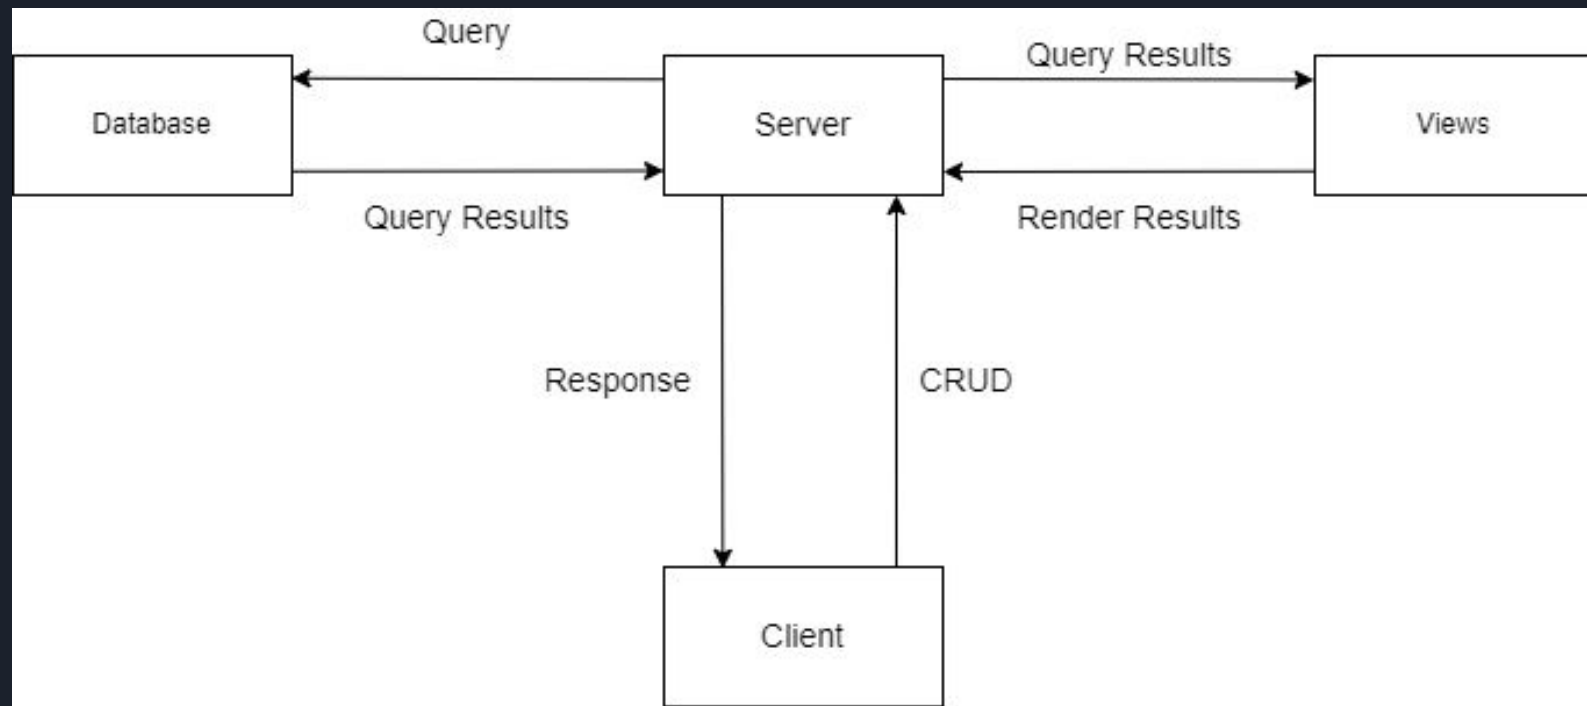 Query
Query Results
Database
Server
Views
Query Results
Render Results
Response
CRUD
Client